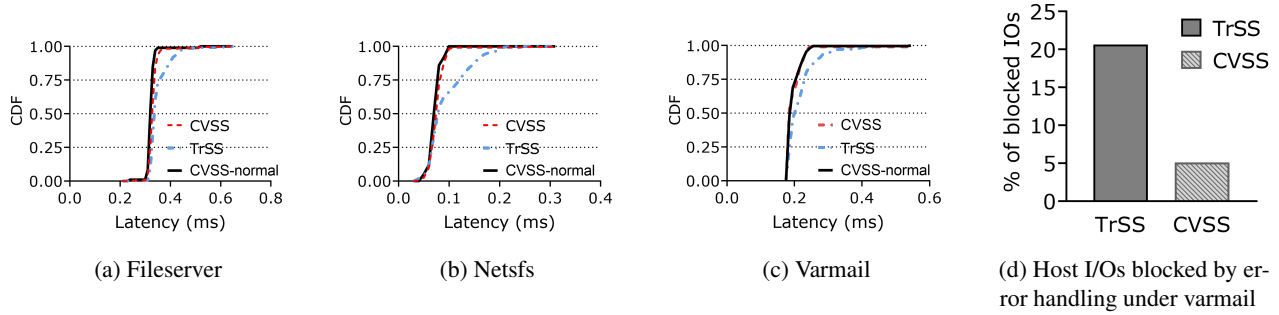 1.00
0.75
0.50
0.25
0.00
CDF
CVSS
TrSS
CVSS-normal
0.0 0.2 0.4 0.6 0.8
Latency (ms)
(a) Fileserver
1.00
0.75
0.50
0.25
0.00
CDF
CVSS
TrSS
CVSS-normal
0.0 0.1 0.2 0.3 0.4
Latency (ms)
(b) Netsfs
1.00
0.75
0.50
0.25
0.00
CDF
CVSS
TrSS
CVSS-normal
0.0 0.2 0.4 0.6
Latency (ms)
(c) Varmail
25
20
15
10
5
0
% of blocked IOs
TrSS
CVSS
TrSS CVSS
(d) Host I/Os blocked by er-
ror handling under varmail